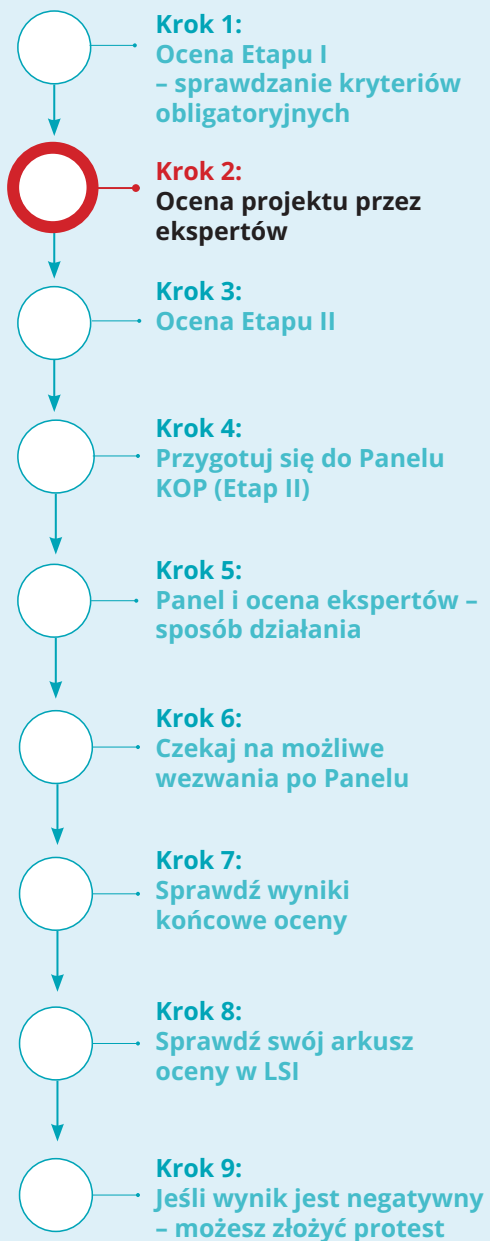 Krok 1:
Ocena Etapu I
– sprawdzanie kryteriów
obligatoryjnych
Krok 2:
Ocena projektu przez
ekspertów
Krok 3:
Ocena Etapu II
Krok 4:
Przygotuj się do Panelu
KOP (Etap II)
Krok 5:
Panel i ocena ekspertów –
sposób działania
Krok 6:
Czekaj na możliwe
wezwania po Panelu
Krok 7:
Sprawdź wyniki
końcowe oceny
Krok 8:
Sprawdź swój arkusz
oceny w LSI
Krok 9:
Jeśli wynik jest negatywny
– możesz złożyć protest